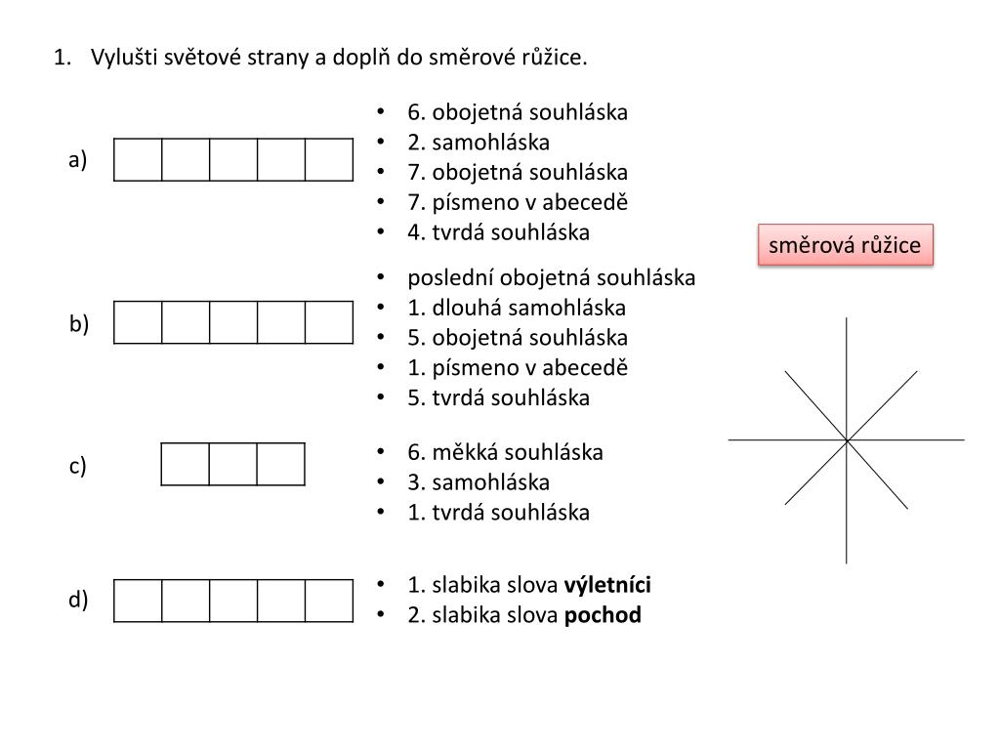 1. Vylušti světové strany a doplň do směrové růžice.
a)
• 6. obojetná souhláska
• 2. samohláska
• 7. obojetná souhláska
• 7. písmeno v abecedě
• 4. tvrdá souhláska
směrová růžice
b)
• poslední obojetná souhláska
• 1. dlouhá samohláska
• 5. obojetná souhláska
• 1. písmeno v abecedě
• 5. tvrdá souhláska
c)
• 6. měkká souhláska
• 3. samohláska
• 1. tvrdá souhláska
d)
• 1. slabika slova výletníci
• 2. slabika slova pochod